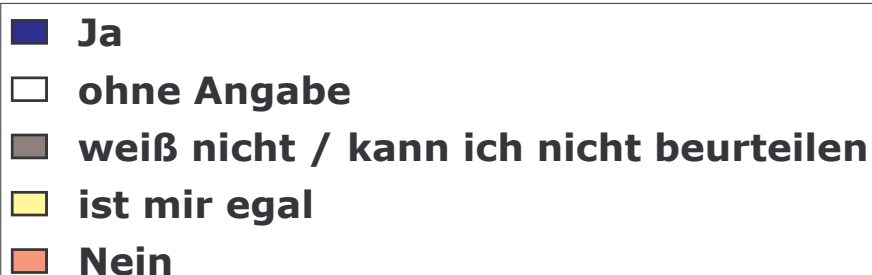 Ja
ohne Angabe
weiß nicht / kann ich nicht beurteilen
ist mir egal
Nein